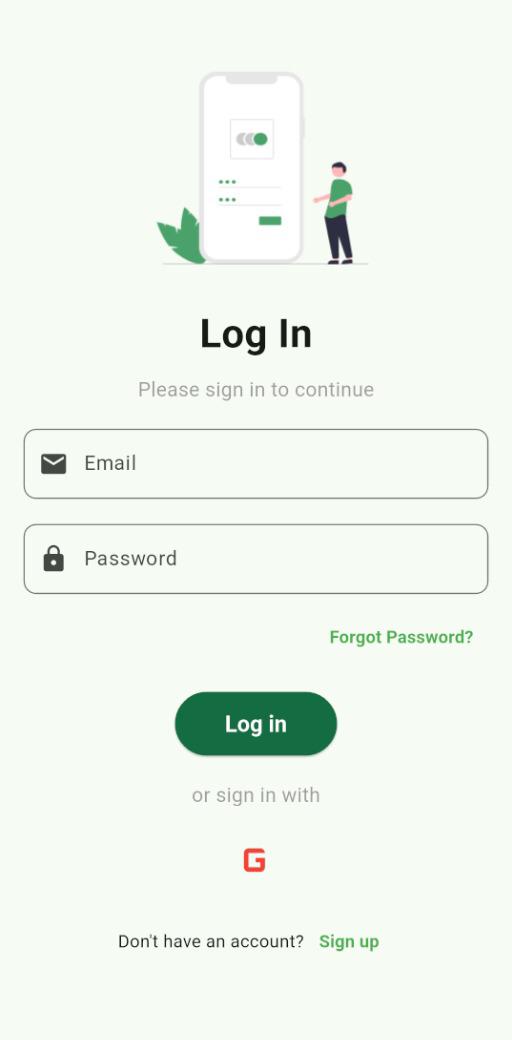 Log In
Please sign in to continue
Email
Password
Forgot Password?
Log in
or sign in with
G
Don't have an account? Sign up